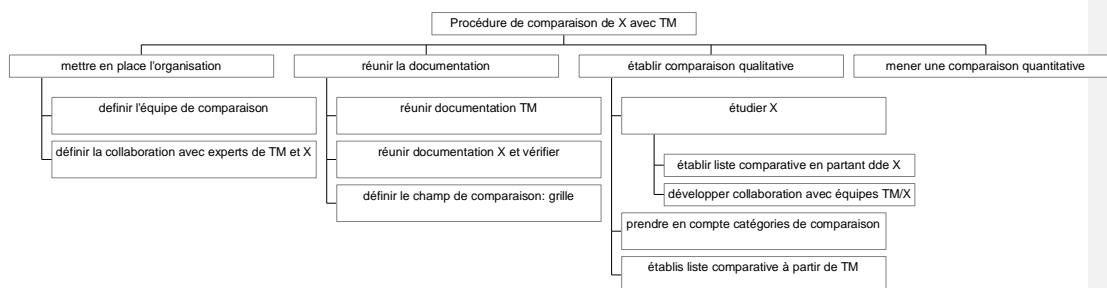 Procédure de comparaison de X avec TM
mettre en place l'organisation
réunir la documentation
établir comparaison qualitative
mener une comparaison quantitative
definir l'équipe de comparaison
définir la collaboration avec experts de TM et X
réunir documentation TM
réunir documentation X et vérifier
définir le champ de comparaison: grille
étudier X
établir liste comparative en partant dde X
développer collaboration avec équipes TM/X
prendre en compte catégories de comparaison
établis liste comparative à partir de TM